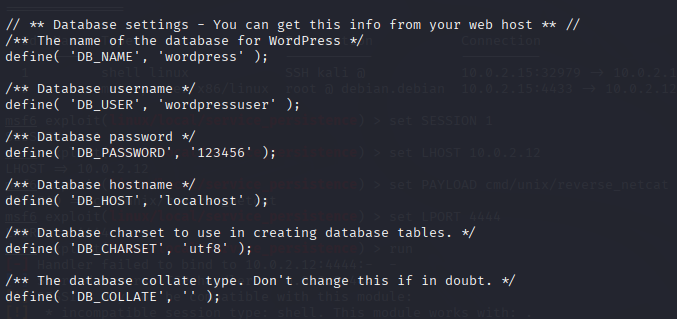 // ** Database settings - You can get this info from your web host ** //
/** The name of the database for WordPress */
define( 'DB_NAME', 'wordpress' );
/** Database username */
define( 'DB_USER', 'wordpressuser' );
/** Database password */
define( 'DB_PASSWORD', '123456' );
/** Database hostname */
define( 'DB_HOST', 'localhost' );
/** Database charset to use in creating database tables. */
define( 'DB_CHARSET', 'utf8' );
/** The database collate type. Don't change this if in doubt. */
define( 'DB_COLLATE', '' );